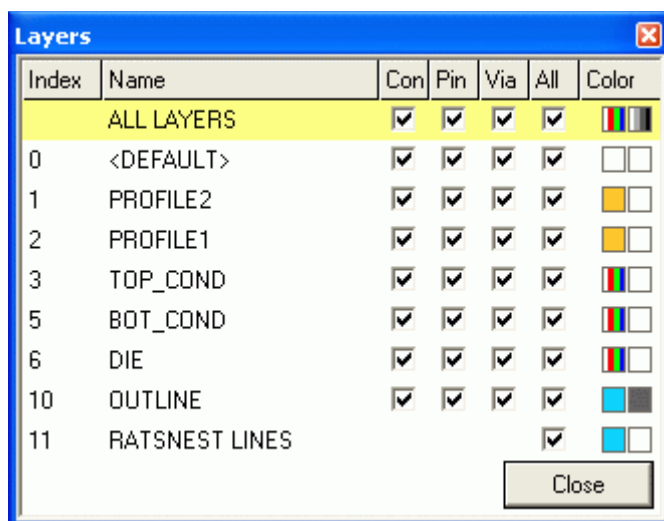 Layers
Index Name Con Pin Via All Color
ALL LAYERS
0 <DEFAULT>
1 PROFILE2
2 PROFILE1
3 TOP_COND
5 BOT_COND
6 DIE
10 OUTLINE
11 RATSNEST LINES
Close